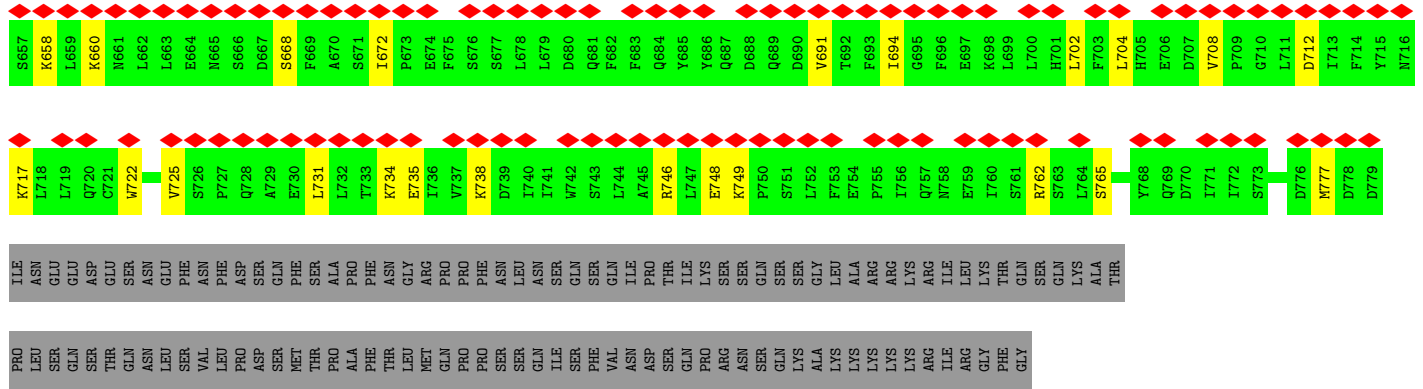 S657 K658 L659 K660 N661 L662 L663 E664 N665 S666 D667 S668 F669 A670 S671 I672 P673 E674 F675 S676 S677 L678 L679 D680 Q681 F682 F683 Q684 Y685 Y686 Q687 D688 Q689 D690 V691 T692 F693 I694 G695 F696 E697 K698 L699 L700 H701 L702 F703 L704 H705 E706 D707 V708 P709 G710 L711 D712 I713 F714 Y715 N716
K717 L718 L719 Q720 C721 W722 V725 S726 P727 Q728 A729 E730 L731 L732 T733 K734 E735 I736 V737 K738 D739 I740 I741 W742 S743 L744 A745 R746 L747 E748 K749 P750 S751 L752 F753 E754 P755 I756 Q757 N758 E759 I760 S761 R762 S763 L764 S765 Y768 Q769 D770 I771 I772 S773 D776 M777 D778 D779
ILE ASN GLU GLU ASP GLU SER ASN GLU PHE ASN PHE ASP SER GLN PHE SER ALA PRO PHE ASN GLY ARG PRO PRO PHE ASN LEU ASN SER GLN SER GLN ILE PRO THR ILE LYS SER SER GLN SER SER GLY LEU ALA ARG ARG LYS ARG ILE LEU LYS THR GLN SER GLN LYS ALA THR
PRO LEU SER GLN SER THR GLN ASN LEU SER VAL LEU PRO ASP SER MET THR PRO ALA PHE THR LEU MET GLN PRO PRO SER SER GLN ILE SER PHE VAL ASN ASP SER GLN PRO ARG ASN SER GLN LYS ALA LYS LYS LYS LYS LYS ARG ILE ARG GLY PHE GLY